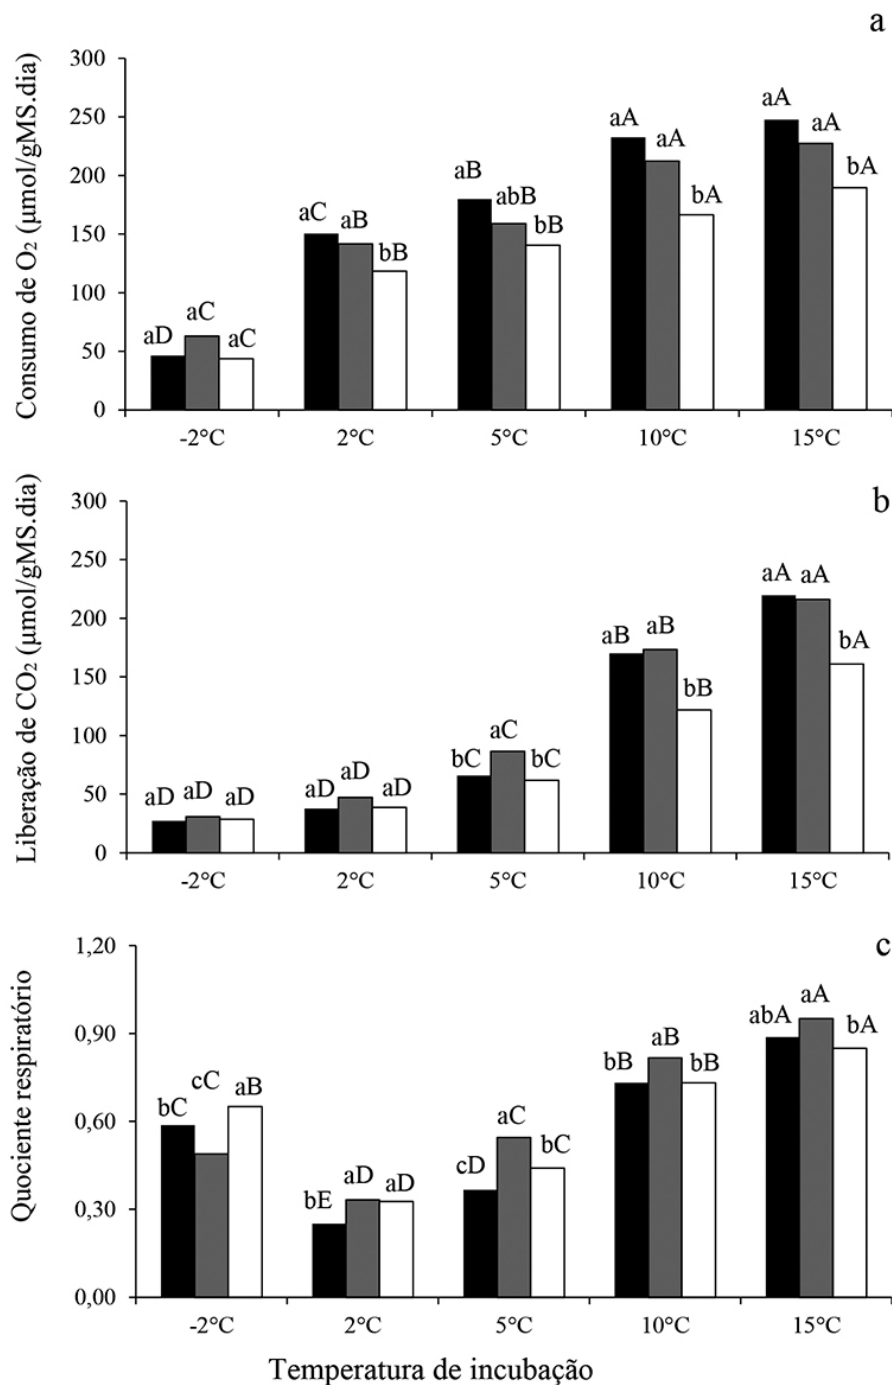 a
Consumo de O₂ (µmol/gMS.dia)
300
250
200
150
100
50
0
aD aC aC
aC aB bB
aB abB bB
aA aA bA
aA aA bA
-2°C 2°C 5°C 10°C 15°C
b
Liberação de CO₂ (µmol/gMS.dia)
300
250
200
150
100
50
0
aD aD aD
aD aD aD
bC aC bC
aB aB bB
aA aA bA
-2°C 2°C 5°C 10°C 15°C
c
Quociente respiratório
1,20
0,90
0,60
0,30
0,00
bC cC aB
bE aD aD
cD aC bC
bB aB bB
abA aA bA
-2°C 2°C 5°C 10°C 15°C
Temperatura de incubação